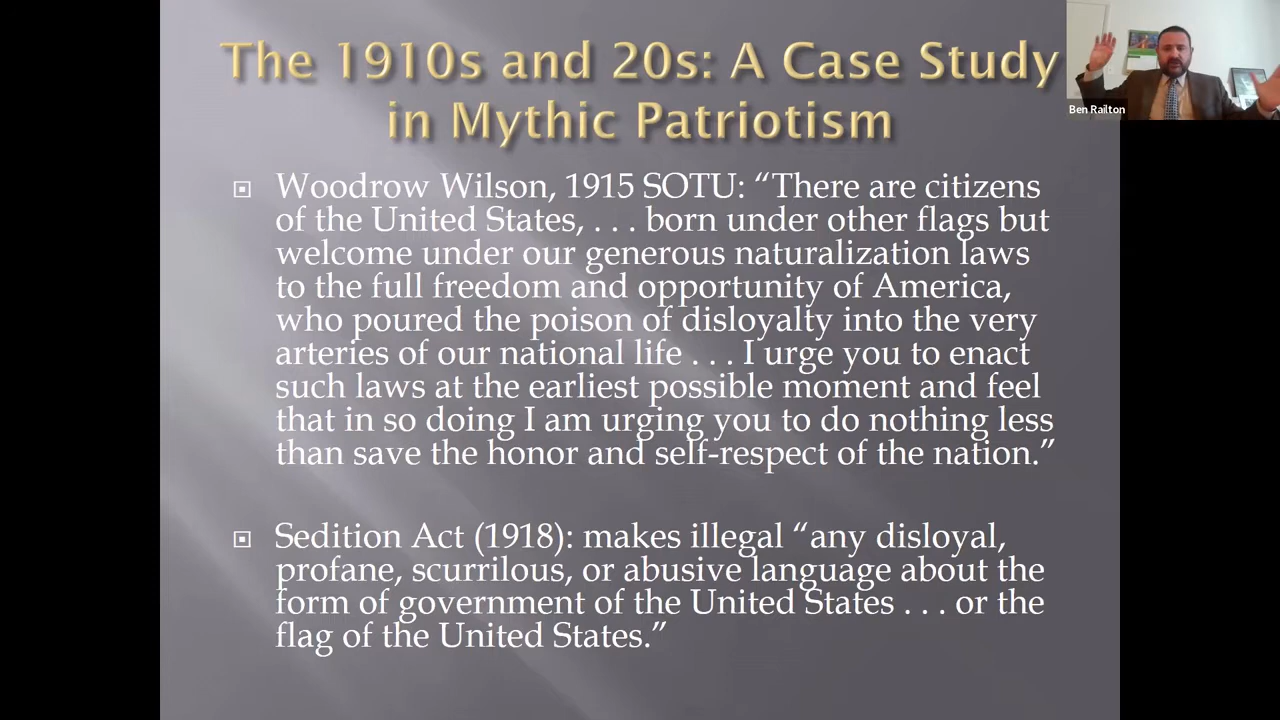 The 1910s and 20s: A Case Study
in Mythic Patriotism
Ben Railton
Woodrow Wilson, 1915 SOTU: “There are citizens
of the United States, . . . born under other flags but
welcome under our generous naturalization laws
to the full freedom and opportunity of America,
who poured the poison of disloyalty into the very
arteries of our national life . . . I urge you to enact
such laws at the earliest possible moment and feel
that in so doing I am urging you to do nothing less
than save the honor and self-respect of the nation.”
Sedition Act (1918): makes illegal “any disloyal,
profane, scurrilous, or abusive language about the
form of government of the United States . . . or the
flag of the United States.”